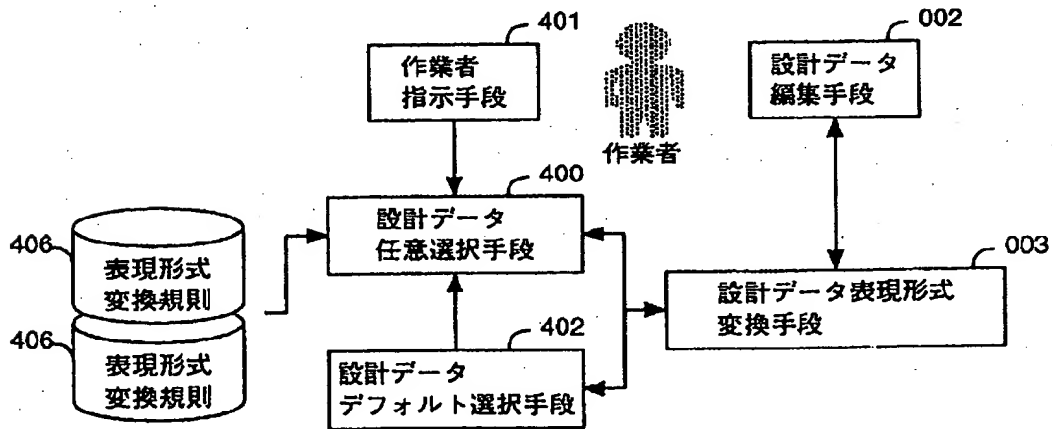 401
作業者
指示手段
作業者
002
設計データ
編集手段
400
設計データ
任意選択手段
406
表現形式
変換規則
406
表現形式
変換規則
402
設計データ
デフォルト選択手段
003
設計データ表現形式
変換手段